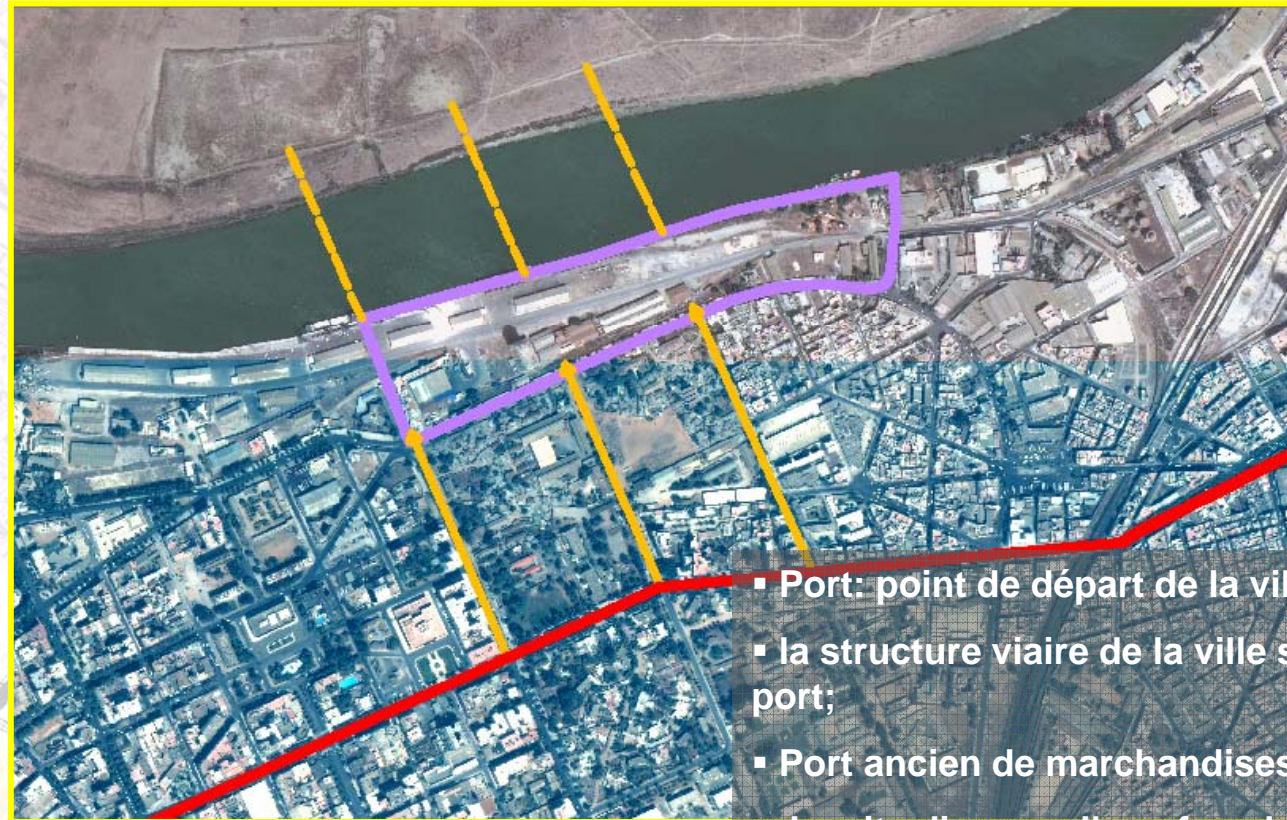 ▪ Port: point de départ de la
▪ la structure viaire de la ville
port;
▪ Port ancien de marchandises